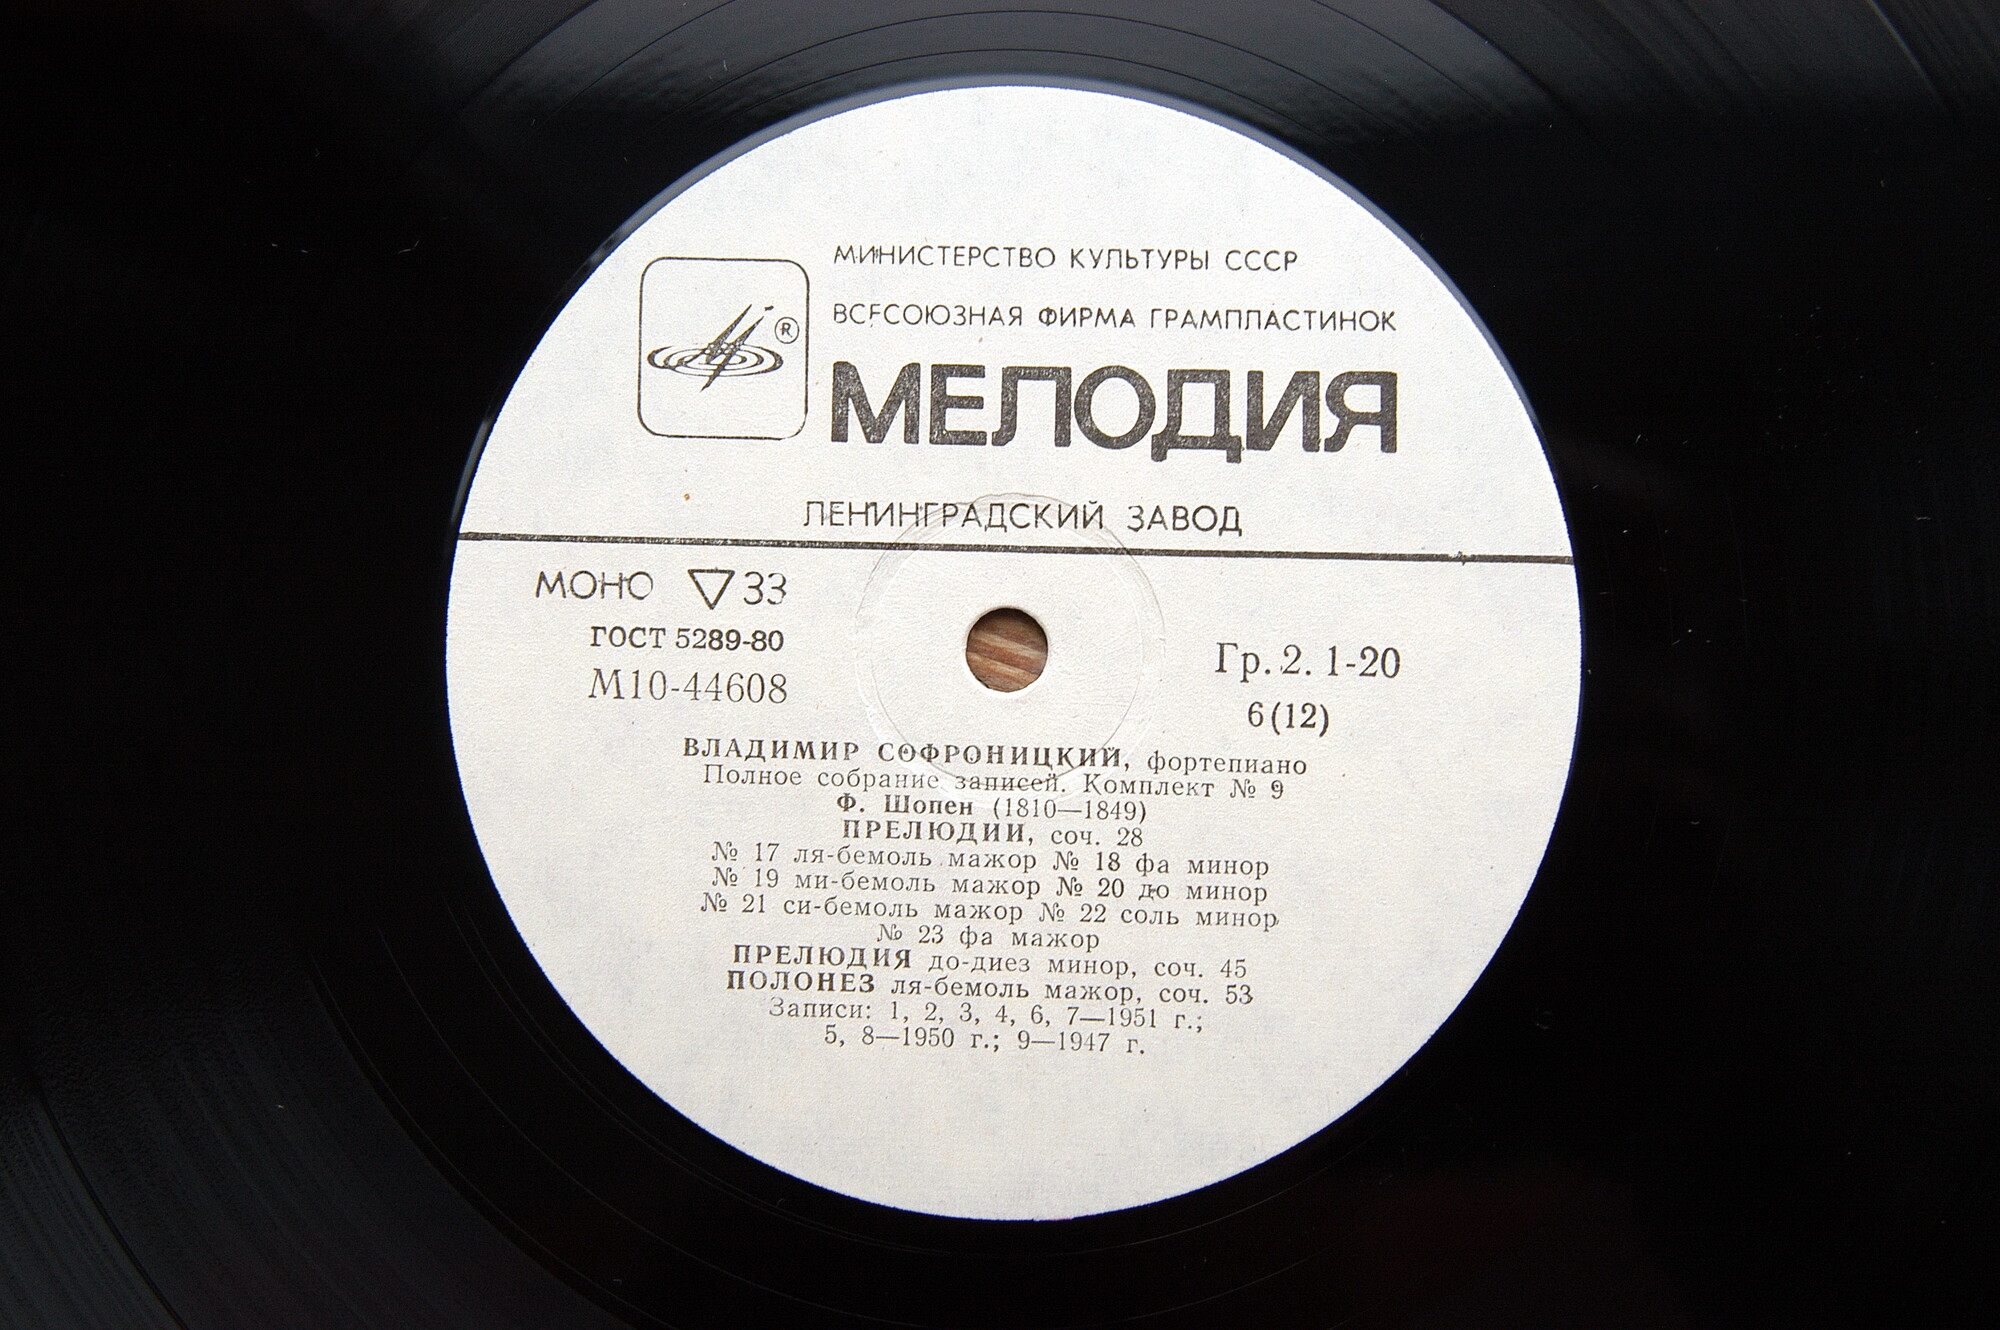 МИНИСТЕРСТВО КУЛЬТУРЫ СССР
ВСЕСОЮЗНАЯ ФИРМА ГРАМПЛАСТИНОК
®
МЕЛОДИЯ
ЛЕНИНГРАДСКИЙ ЗАВОД
МОНО ▽33
ГОСТ 5289-80
М10-44608
Гр. 2. 1-20
6 (12)
ВЛАДИМИР СОФРОНИЦКИЙ, фортепиано
Полное собрание записей. Комплект № 9
Ф. Шопен (1810—1849)
ПРЕЛЮДИИ, соч. 28
№ 17 ля-бемоль мажор № 18 фа минор
№ 19 ми-бемоль мажор № 20 до минор
№ 21 си-бемоль мажор № 22 соль минор
№ 23 фа мажор
ПРЕЛЮДИЯ до-диез минор, соч. 45
ПОЛОНЕЗ ля-бемоль мажор, соч. 53
Записи: 1, 2, 3, 4, 6, 7—1951 г.;
5, 8—1950 г.; 9—1947 г.